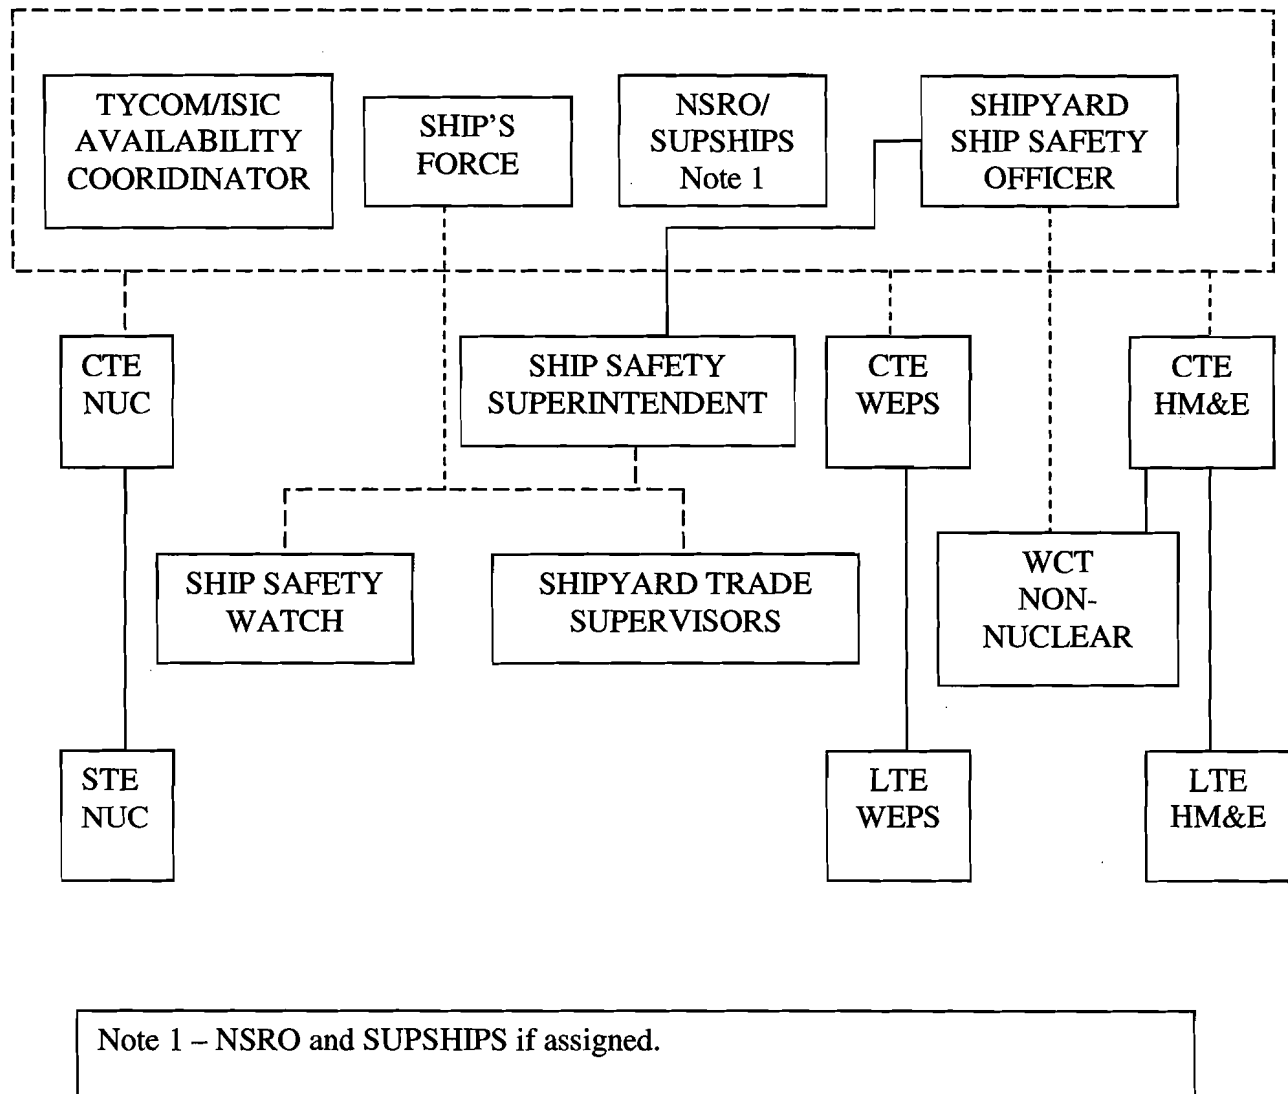 TYCOM/ISIC
AVAILABILITY
COORIDINATOR
SHIP'S
FORCE
NSRO/
SUPSHIPS
Note 1
SHIPYARD
SHIP SAFETY
OFFICER
CTE
NUC
SHIP SAFETY
SUPERINTENDENT
CTE
WEPS
CTE
HM&E
SHIP SAFETY
WATCH
SHIPYARD TRADE
SUPERVISORS
WCT
NON-
NUCLEAR
STE
NUC
LTE
WEPS
LTE
HM&E
Note 1 – NSRO and SUPSHIPS if assigned.